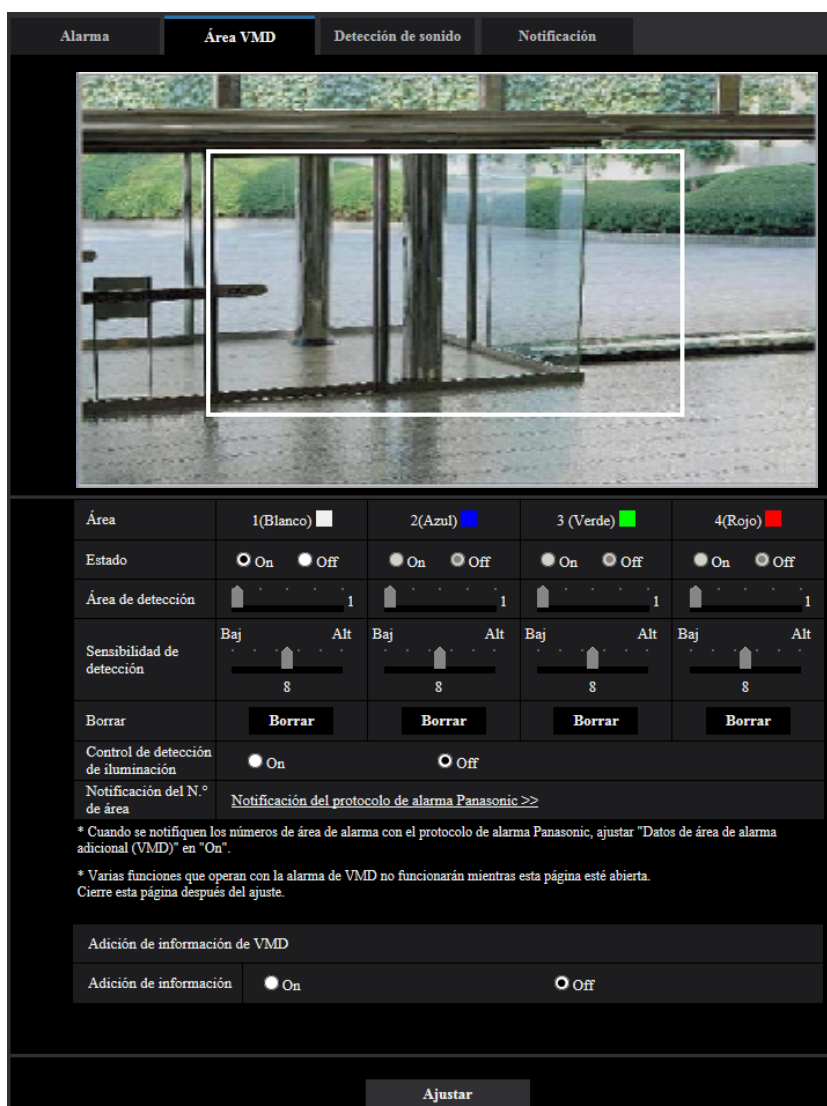 Alarma Área VMD Detección de sonido Notificación
Área 1(Blanco) 2(Azul) 3 (Verde) 4(Rojo)
Estado On Off On Off On Off On Off
Área de detección 1 1 1 1
Baj Alt Baj Alt Baj Alt Baj Alt
Sensibilidad de
detección
8 8 8 8
Borrar Borrar Borrar Borrar Borrar
Control de detección
de iluminación
On Off
Notificación del N.°
de área
Notificación del protocolo de alarma Panasonic >>
* Cuando se notifiquen los números de área de alarma con el protocolo de alarma Panasonic, ajustar "Datos de área de alarma
adicional (VMD)" en "On".
* Varias funciones que operan con la alarma de VMD no funcionarán mientras esta página esté abierta.
Cierre esta página después del ajuste.
Adición de información de VMD
Adición de información On Off
Ajustar